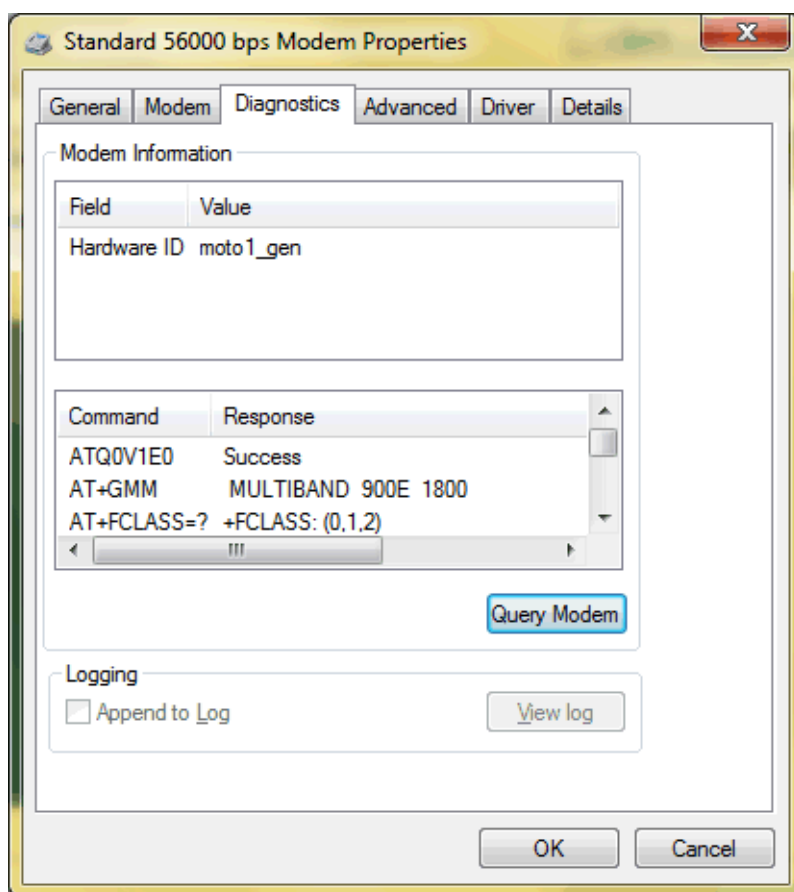 Standard 56000 bps Modem Properties
General Modem Diagnostics Advanced Driver Details
Modem Information
Field Value
Hardware ID moto1_gen
Command Response
ATQ0V1E0 Success
AT+GMM MULTIBAND 900E 1800
AT+FCLASS=? +FCLASS: (0,1,2)
Query Modem
Logging
Append to Log View log
OK Cancel